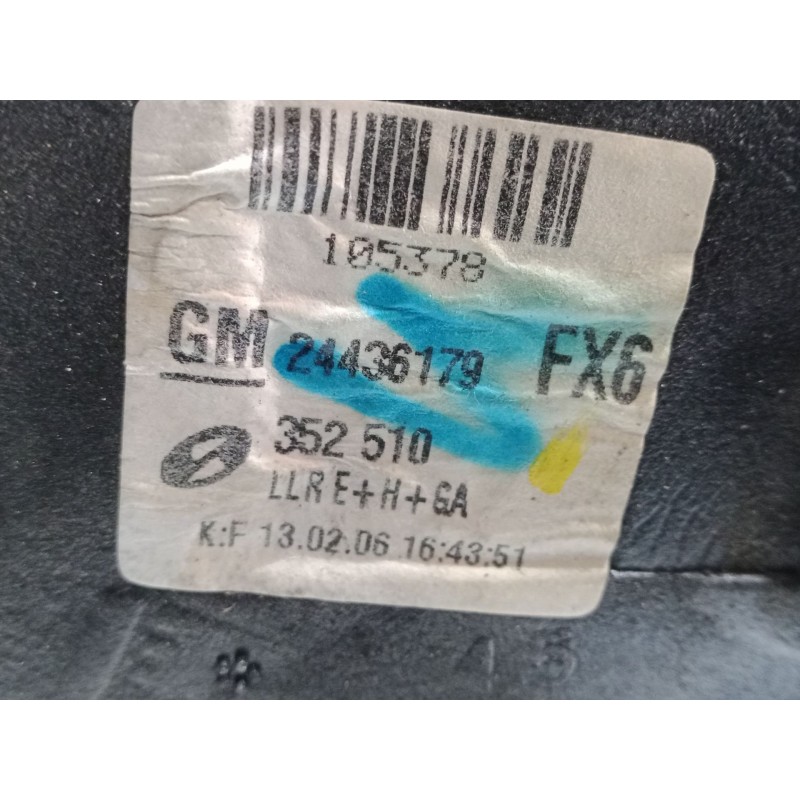 105378
GM 24436179 FX6
352 510
LLR E+H+GA
K:F 13.02.06 16:43:51